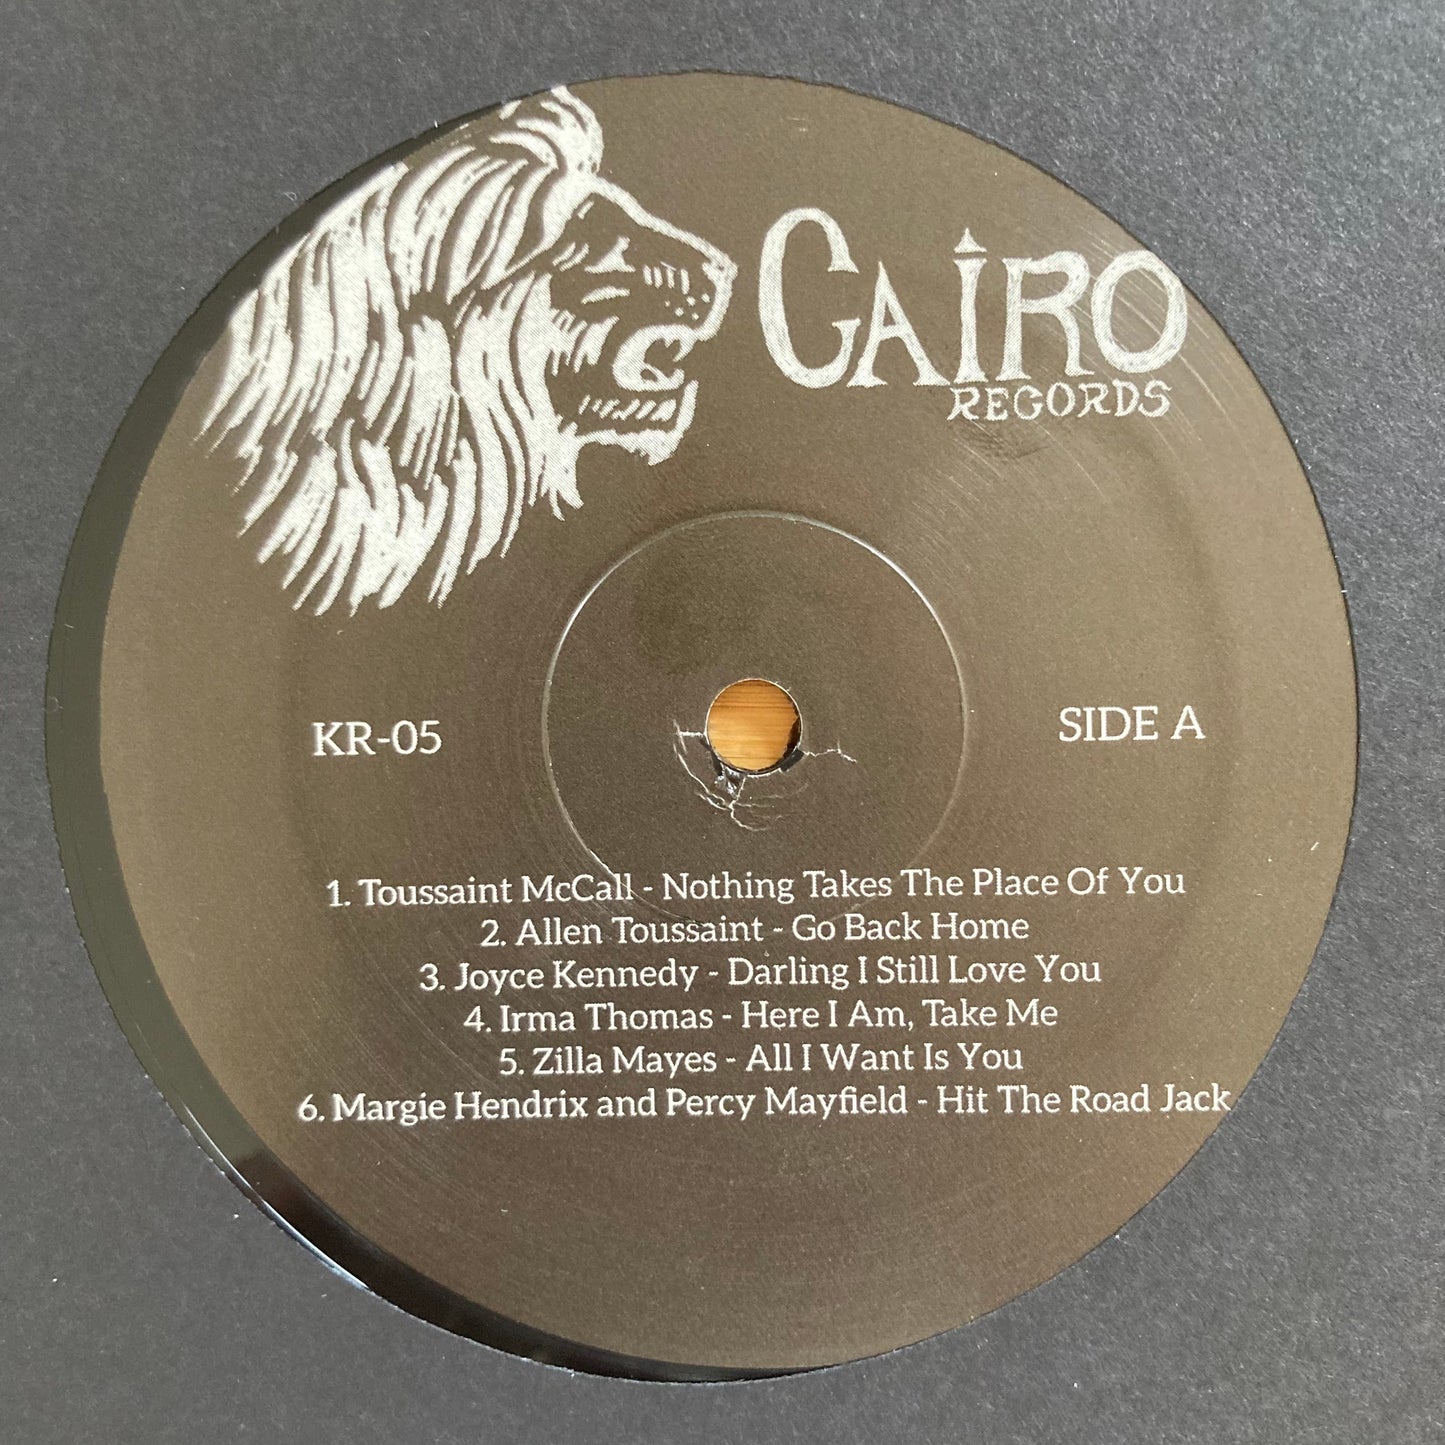 CAIRO
RECORDS
KR-05
SIDE A
1. Toussaint McCall - Nothing Takes The Place Of You
2. Allen Toussaint - Go Back Home
3. Joyce Kennedy - Darling I Still Love You
4. Irma Thomas - Here I Am, Take Me
5. Zilla Mayes - All I Want Is You
6. Margie Hendrix and Percy Mayfield - Hit The Road Jack